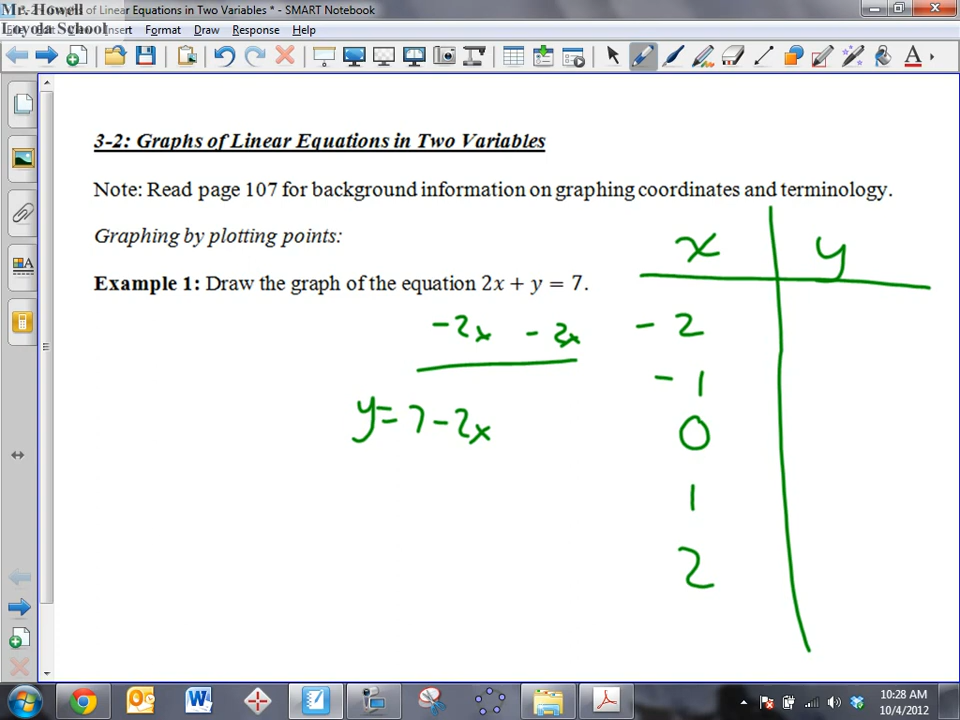 Mr. Howell
Loyola School
Graphs of Linear Equations in Two Variables * - SMART Notebook
Insert Format Draw Response Help
3-2: Graphs of Linear Equations in Two Variables
Note: Read page 107 for background information on graphing coordinates and terminology.
Graphing by plotting points:
Example 1: Draw the graph of the equation 2x + y = 7.
x y
-2x -2x
y=7-2x
-2
-1
0
1
2
10:28 AM
10/4/2012